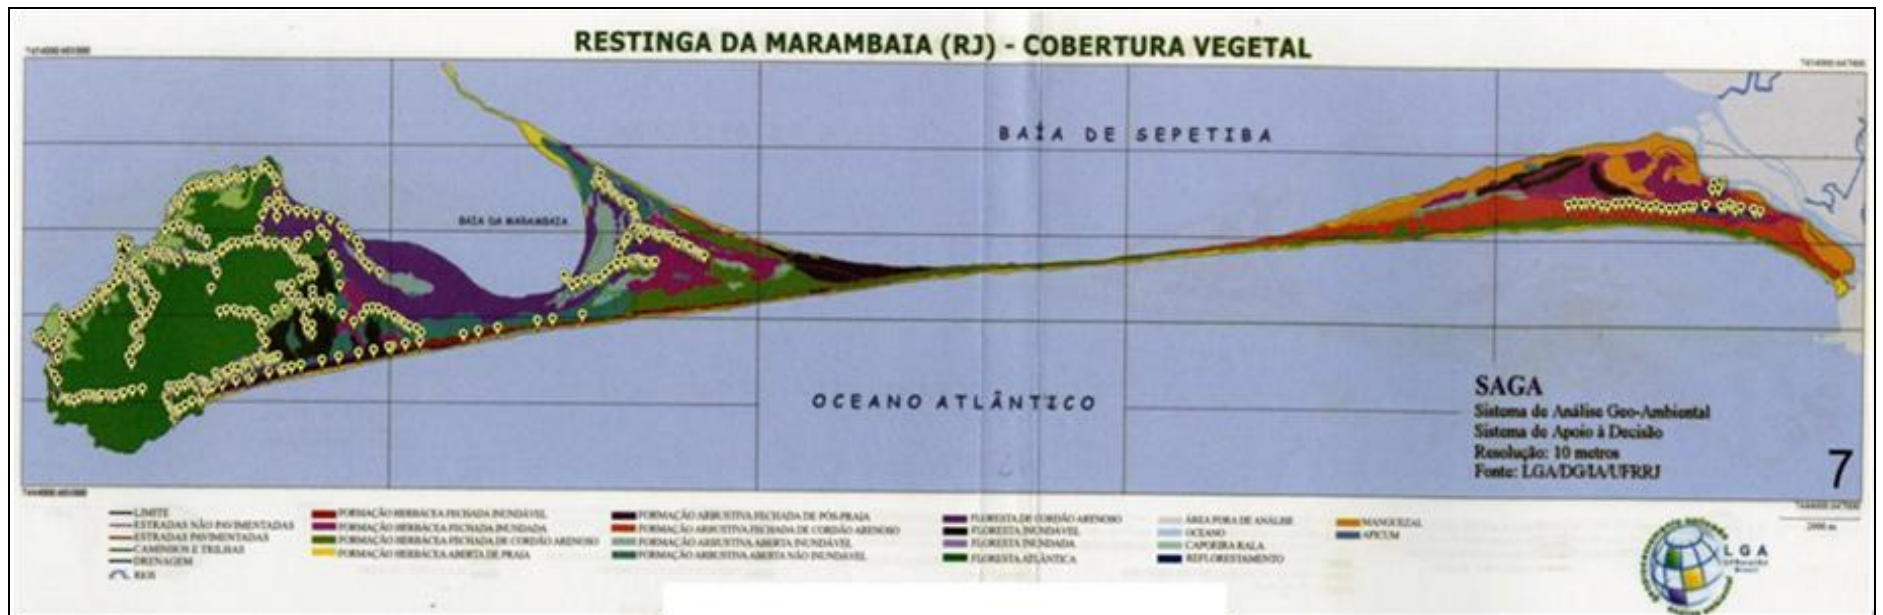 RESTINGA DA MARAMBAIA (RJ) - COBERTURA VEGETAL
BAÍA DE SEPETIBA
BAÍA DA MARAMBAIA
OCEANO ATLÂNTICO
SAGA
Sistema de Análise Geo-Ambiental
Sistema de Apoio à Decisão
Resolução: 10 metros
Fonte: LGA/DG/IA/UFRRJ
7
LIMITE
ESTRADAS NÃO PAVIMENTADAS
ESTRADAS PAVIMENTADAS
CAMINHOS E TRILHAS
DRENAGEM
RIOS
FORMAÇÃO HERBÁCEA FECHADA INUNDÁVEL
FORMAÇÃO HERBÁCEA FECHADA INUNDADA
FORMAÇÃO HERBÁCEA FECHADA DE CORDÃO ARENOSO
FORMAÇÃO HERBÁCEA ABERTA DE PRAIA
FORMAÇÃO ARBUSTIVA FECHADA DE PÓS-PRAIA
FORMAÇÃO ARBUSTIVA FECHADA DE CORDÃO ARENOSO
FORMAÇÃO ARBUSTIVA ABERTA INUNDÁVEL
FORMAÇÃO ARBUSTIVA ABERTA NÃO INUNDÁVEL
FLORESTA DE CORDÃO ARENOSO
FLORESTA INUNDÁVEL
FLORESTA INUNDADA
FLORESTA ATLÂNTICA
ÁREA FORA DE ANÁLISE
OCEANO
CAPOEIRA RALA
REFLORESTAMENTO
MANGUEZAL
APICUM
2000 m
LGA